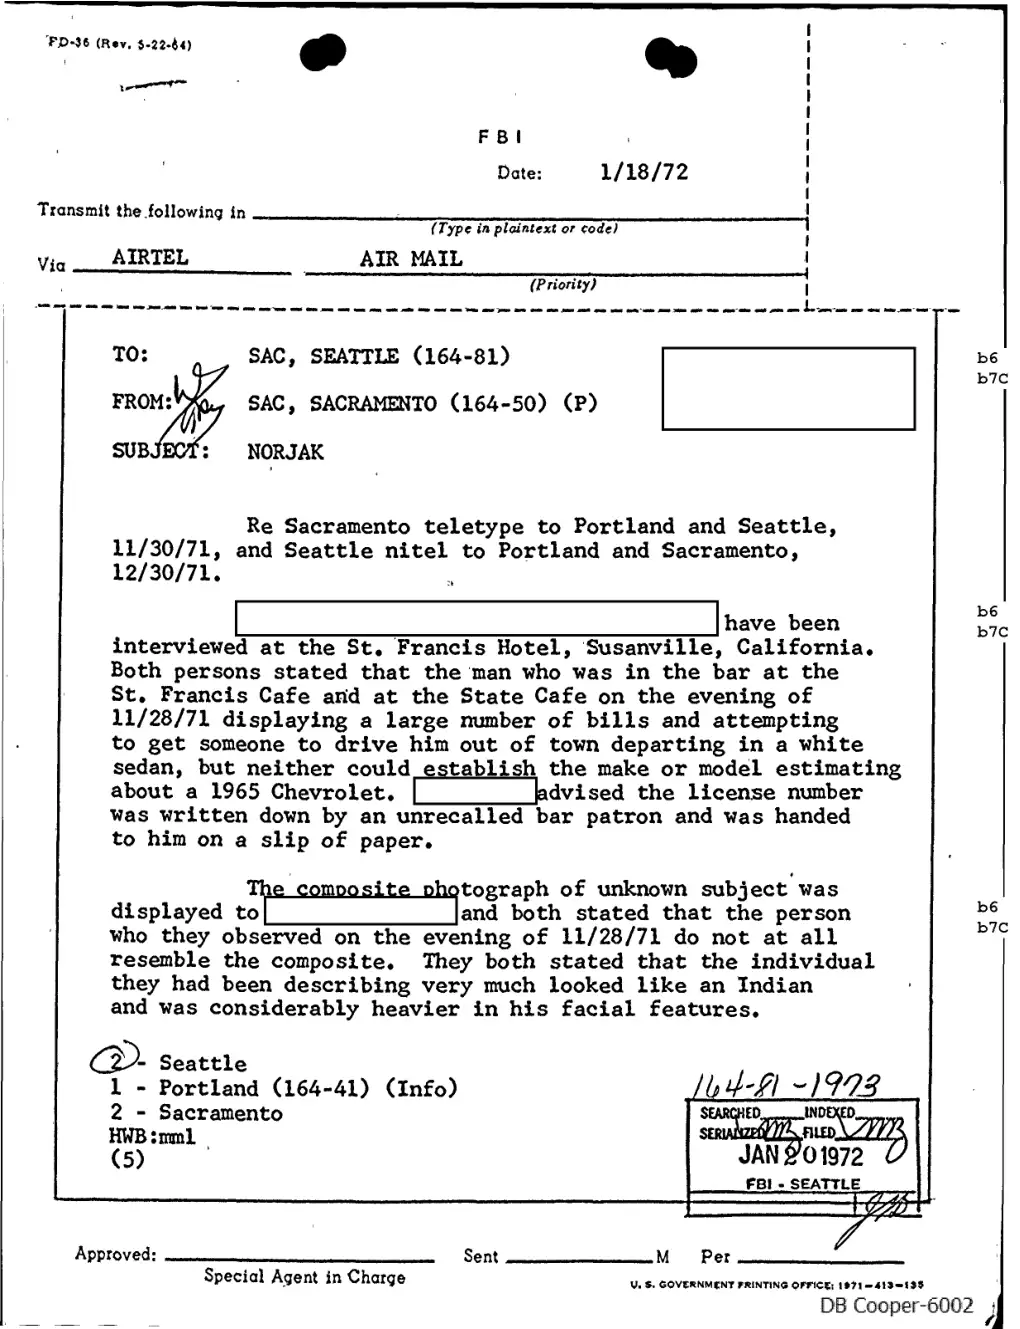 FD-36 (Rev. 5-22-64)
F B I
Date: 1/18/72
Transmit the following in
(Type in plaintext or code)
Via AIRTEL AIR MAIL
(Priority)
TO: SAC, SEATTLE (164-81)
b6
b7C
FROM: SAC, SACRAMENTO (164-50) (P)
SUBJECT: NORJAK
Re Sacramento teletype to Portland and Seattle,
11/30/71, and Seattle nitel to Portland and Sacramento,
12/30/71.
b6
have been
b7C
interviewed at the St. Francis Hotel, Susanville, California.
Both persons stated that the man who was in the bar at the
St. Francis Cafe and at the State Cafe on the evening of
11/28/71 displaying a large number of bills and attempting
to get someone to drive him out of town departing in a white
sedan, but neither could establish the make or model estimating
about a 1965 Chevrolet. advised the license number
was written down by an unrecalled bar patron and was handed
to him on a slip of paper.
The composite photograph of unknown subject was
displayed to and both stated that the person
b6
b7C
who they observed on the evening of 11/28/71 do not at all
resemble the composite. They both stated that the individual
they had been describing very much looked like an Indian
and was considerably heavier in his facial features.
2 - Seattle
1 - Portland (164-41) (Info)
2 - Sacramento
HWB:mml
(5)
164-81-1973
SEARCHED INDEXED
SERIALIZED FILED
JAN 20 1972
FBI - SEATTLE
Approved: Sent M Per
Special Agent in Charge
U. S. GOVERNMENT PRINTING OFFICE: 1971-413-135
DB Cooper-6002